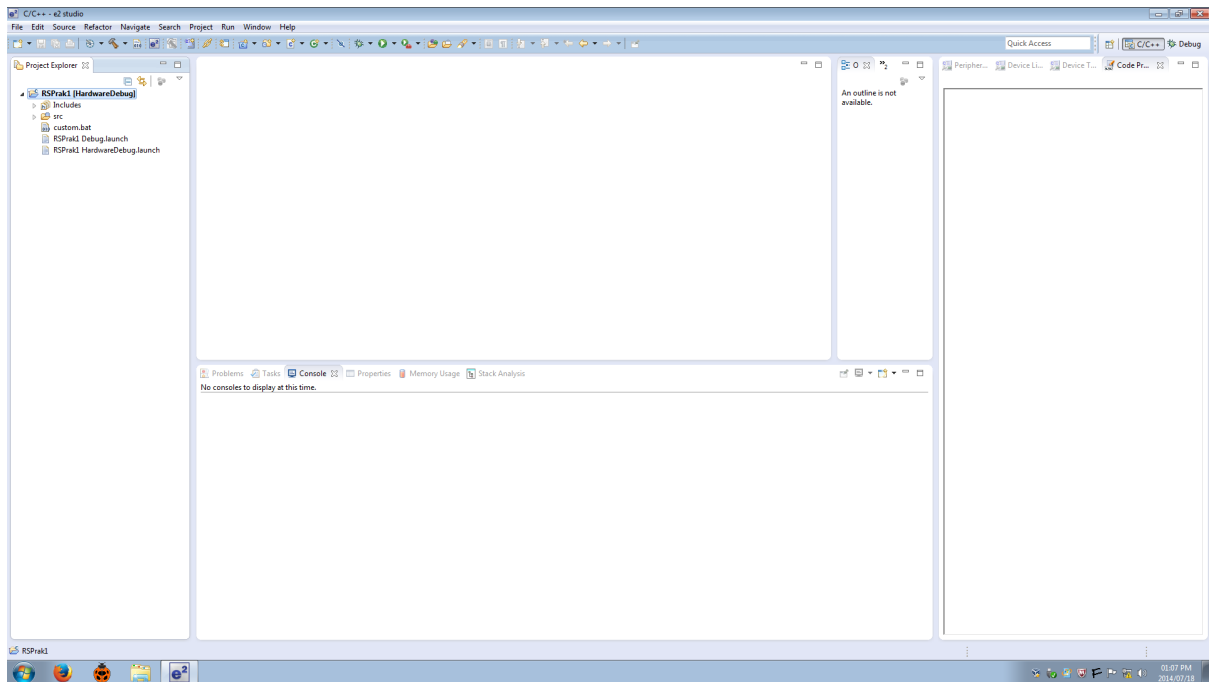 e² C/C++ - e2 studio
File Edit Source Refactor Navigate Search Project Run Window Help
Quick Access
C/C++
Debug
Project Explorer
RSPrak1 [HardwareDebug]
Includes
src
custom.bat
RSPrak1 Debug.launch
RSPrak1 HardwareDebug.launch
O
»2
An outline is not
available.
Peripher... Device Li... Device T... Code Pr...
Problems Tasks Console Properties Memory Usage Stack Analysis
No consoles to display at this time.
RSPrak1
e²
01:07 PM
2014/07/18